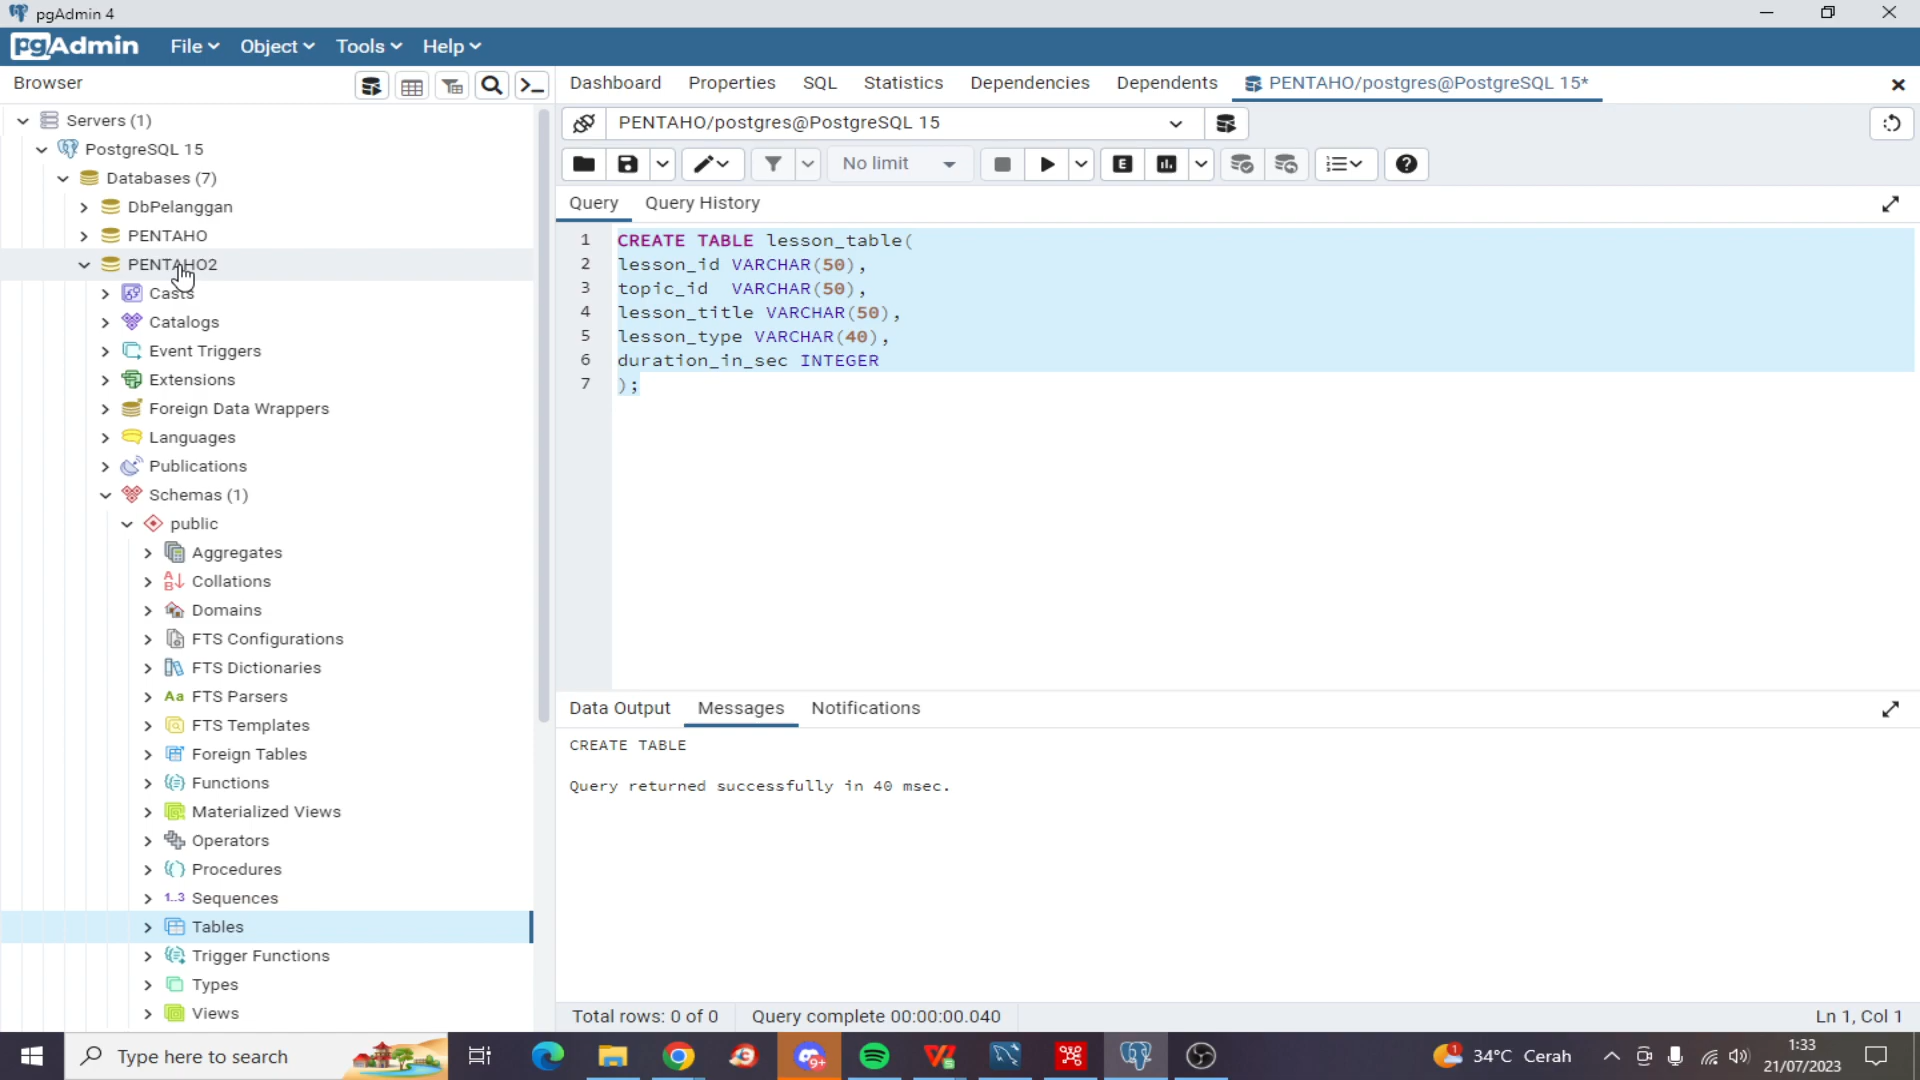 pgAdmin 4
pgAdmin File Object Tools Help
Browser
Dashboard Properties SQL Statistics Dependencies Dependents PENTAHO/postgres@PostgreSQL 15*
Servers (1)
PostgreSQL 15
Databases (7)
DbPelanggan
PENTAHO
PENTAHO2
Casts
Catalogs
Event Triggers
Extensions
Foreign Data Wrappers
Languages
Publications
Schemas (1)
public
Aggregates
Collations
Domains
FTS Configurations
FTS Dictionaries
Aa FTS Parsers
FTS Templates
Foreign Tables
Functions
Materialized Views
Operators
Procedures
1..3 Sequences
Tables
Trigger Functions
Types
Views
PENTAHO/postgres@PostgreSQL 15
No limit
E
Query Query History
1 CREATE TABLE lesson_table(
2 lesson_id VARCHAR(50),
3 topic_id VARCHAR(50),
4 lesson_title VARCHAR(50),
5 lesson_type VARCHAR(40),
6 duration_in_sec INTEGER
7 );
Data Output Messages Notifications
CREATE TABLE
Query returned successfully in 40 msec.
Total rows: 0 of 0 Query complete 00:00:00.040 Ln 1, Col 1
Type here to search
9+
1
34°C Cerah
1:33
21/07/2023